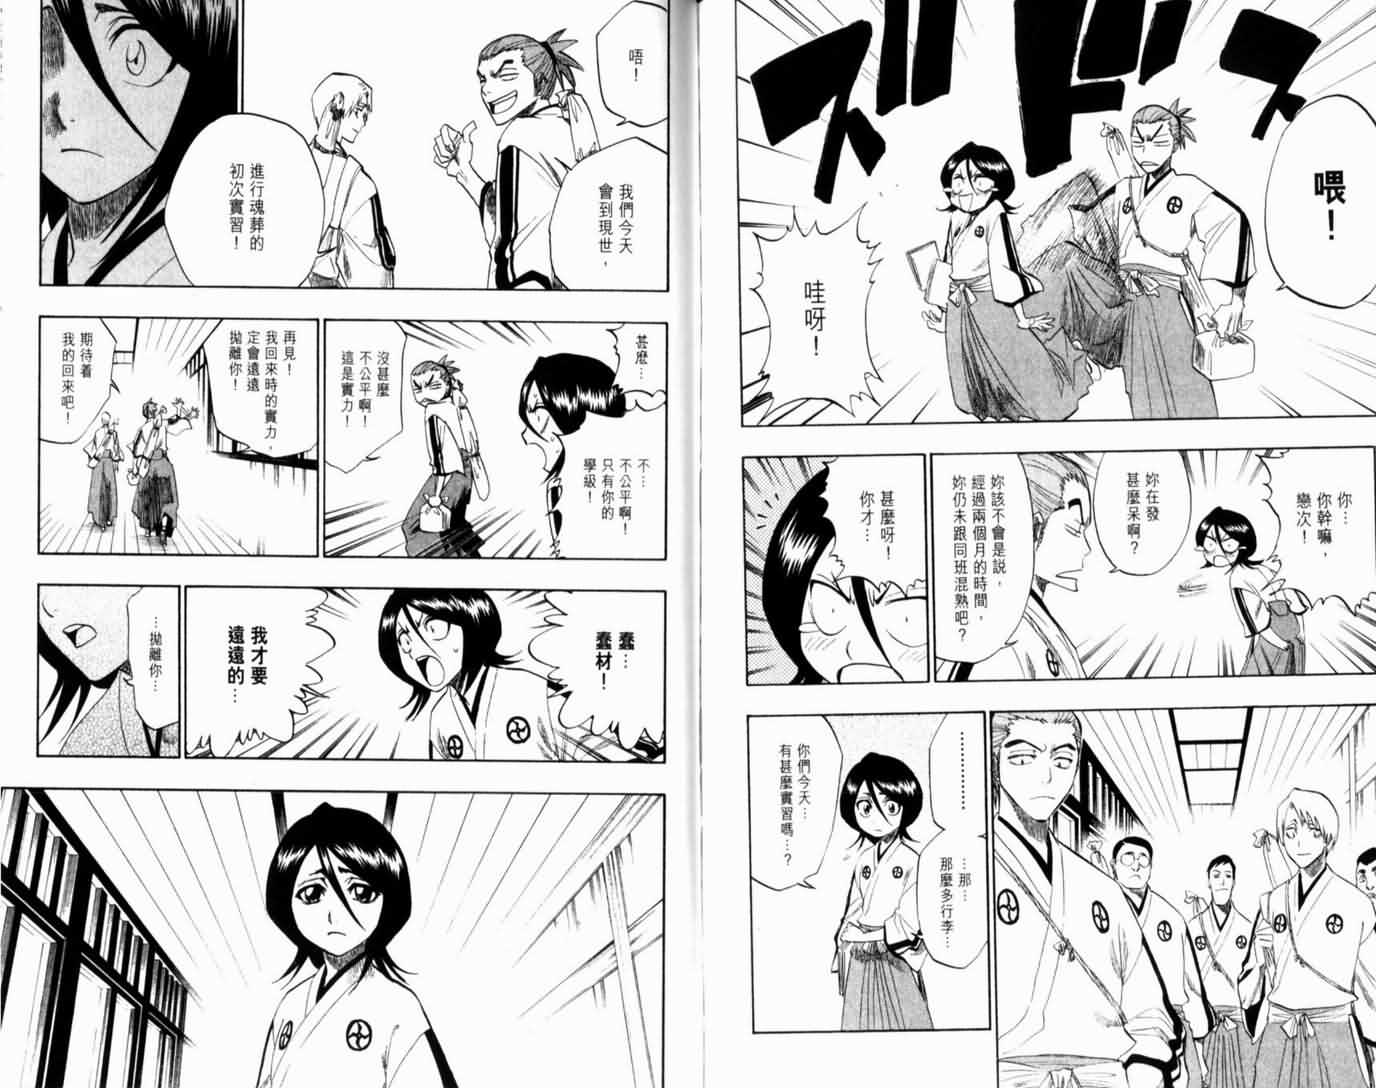 ズドドス
喂！
哇呀！
你…
你幹嘛，
戀次！
妳在發
甚麼呆啊？
妳該不會是說，
經過兩個月的時間，
妳仍未跟同班混熟吧？
甚麼呀！
你才…
…………
…那…
那麼多行李…
你們今天…
有甚麼實習嗎…？
唔！
我們今天
會到現世，
進行魂葬的
初次實習！
甚麼…
不…
不公平啊！
只有你的
學級！
沒甚麼
不公平啊！
這是實力！
再見！
我回來時的實力，
定會遠遠
拋離你！
期待着
我的回來吧！
蠢…
蠢材！
我才要
遠遠的…
…拋離你…